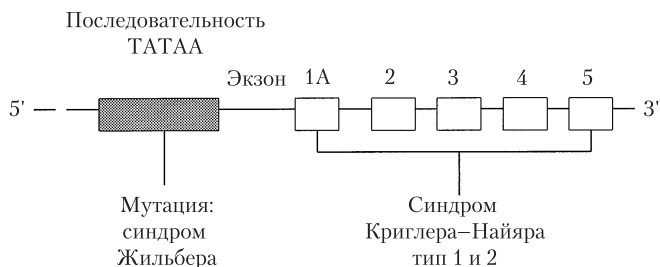 Последовательность
ТАТАА
Экзон 1А 2 3 4 5
5' 3'
Мутация:
синдром
Жильбера
Синдром
Криглера–Найяра
тип 1 и 2